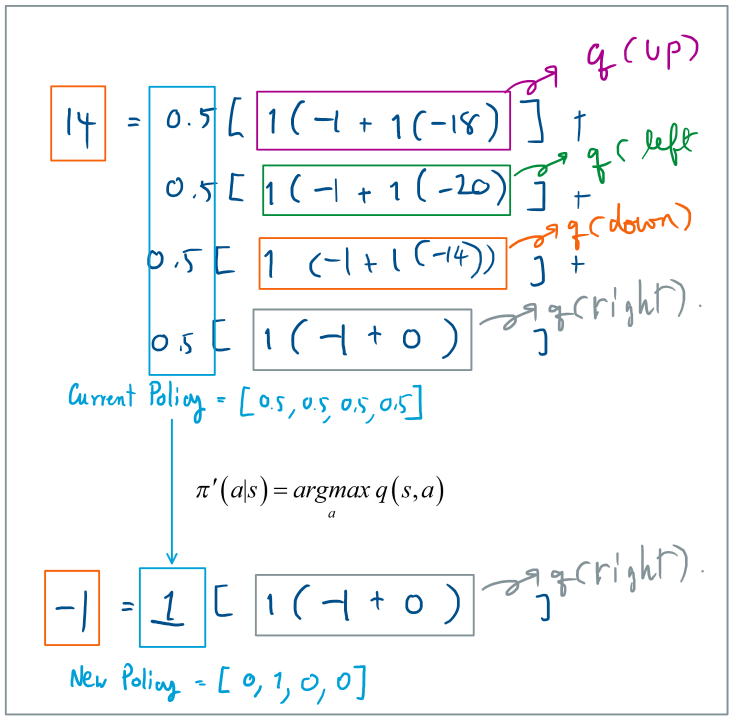 14 = 0.5 [ 1 ( -1 + 1 (-18) ] + q (up)
0.5 [ 1 ( -1 + 1 (-20) ] + q ( left
0.5 [ 1 (-1 + 1 (-14)) ] + q (down)
0.5 [ 1 ( -1 + 0 ) ] q(right).
Current Policy = [0.5, 0.5, 0.5, 0.5]
π'(a|s) = argmax q(s,a)
a
-1 = 1 [ 1 ( -1 + 0 ) ] q(right).
New Policy = [ 0, 1, 0, 0 ]